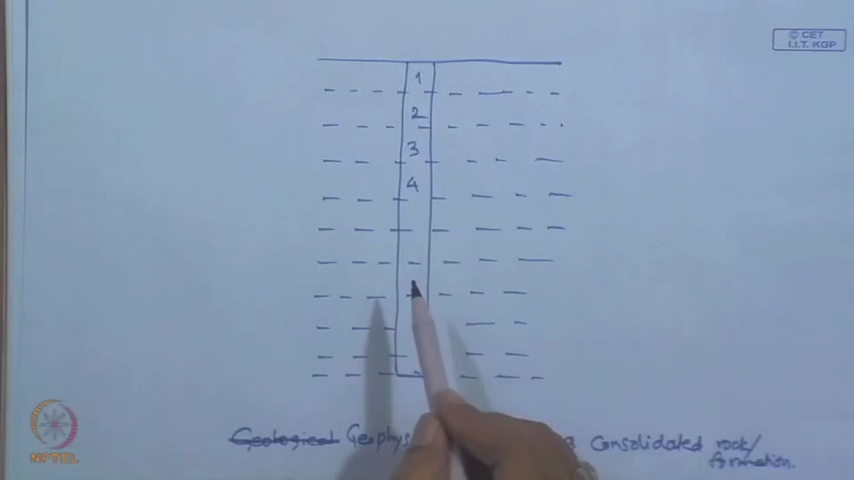 © CET
I.I.T. KGP
1
2
3
4
~~Geological~~ Geophys Consolidated rock/
formation.
NPTEL